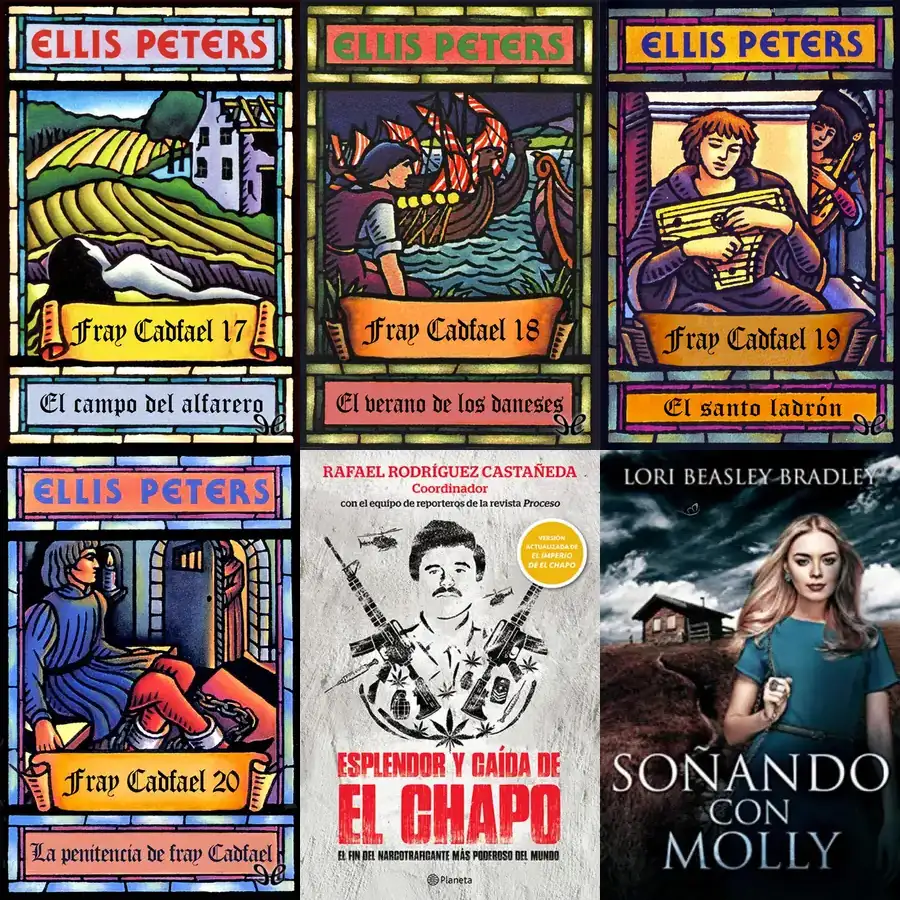 ELLIS PETERS
Fray Cadfael 17
El campo del alfarero
ELLIS PETERS
Fray Cadfael 18
El verano de los daneses
ELLIS PETERS
Fray Cadfael 19
El santo ladrón
ELLIS PETERS
Fray Cadfael 20
La penitencia de fray Cadfael
RAFAEL RODRÍGUEZ CASTAÑEDA
Coordinador
con el equipo de reporteros de la revista Proceso
VERSIÓN
ACTUALIZADA DE
EL IMPERIO
DE EL CHAPO
ESPLENDOR Y CAÍDA DE
EL CHAPO
EL FIN DEL NARCOTRAFICANTE MÁS PODEROSO DEL MUNDO
Planeta
LORI BEASLEY BRADLEY
SOÑANDO
CON
MOLLY